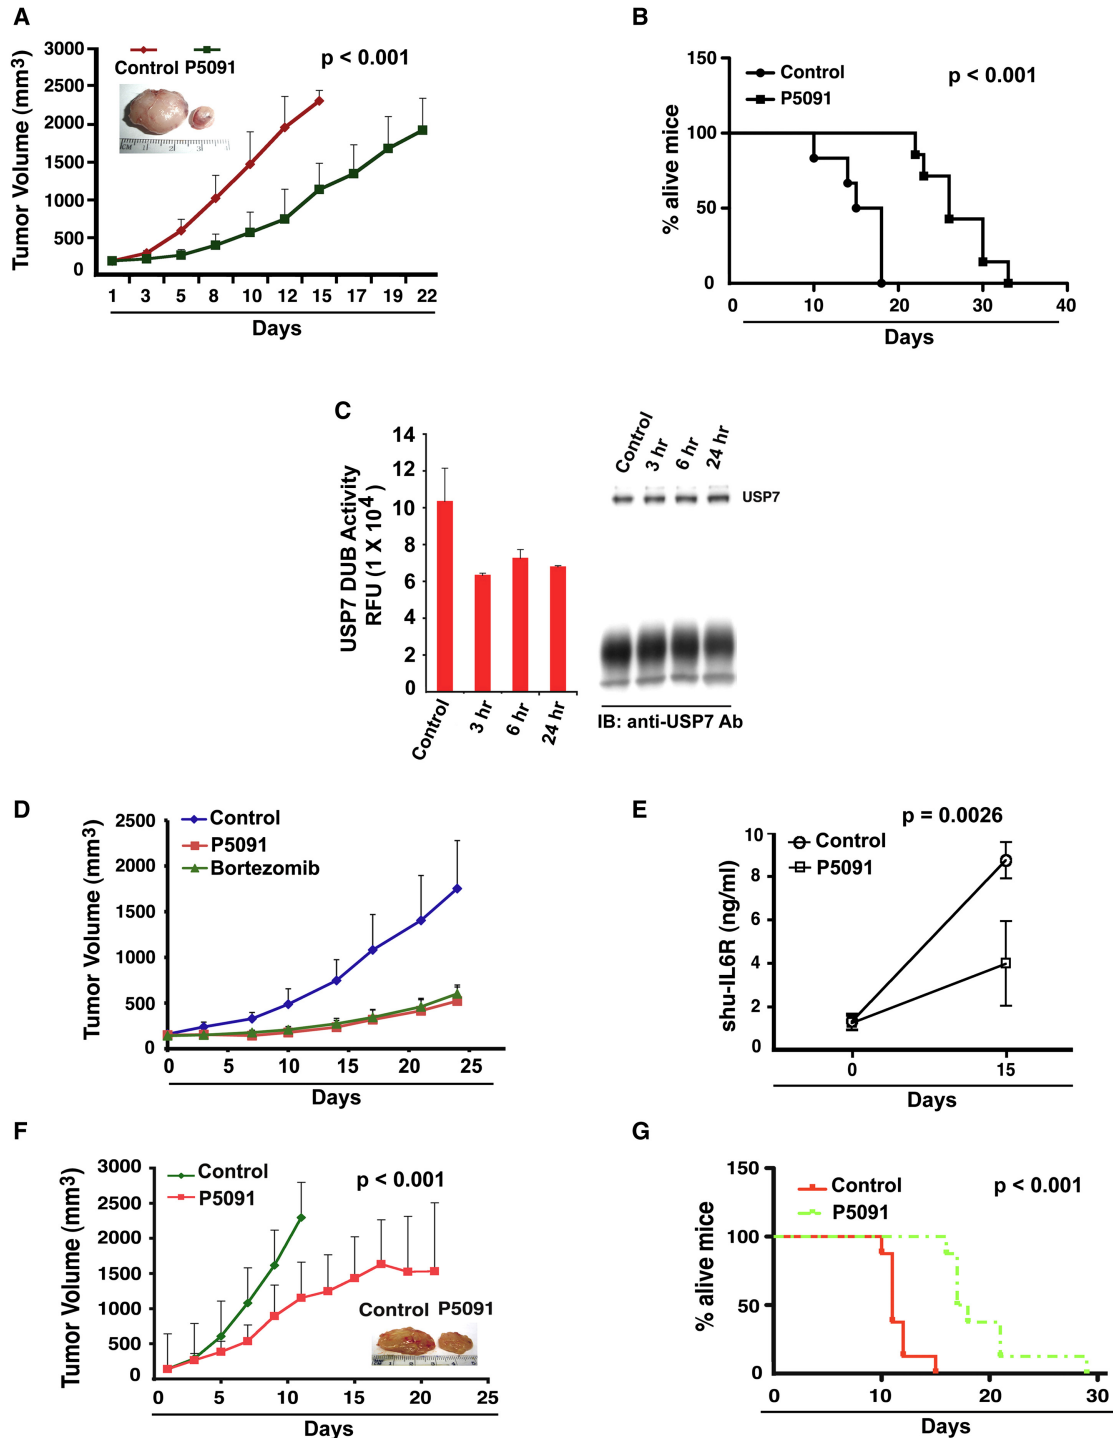 A
Tumor Volume (mm3)
3000
2500
2000
1500
1000
500
0
Control P5091
p < 0.001
1 3 5 8 10 12 15 17 19 22
Days
B
% alive mice
150
100
50
0
Control
P5091
p < 0.001
0 10 20 30 40
Days
C
USP7 DUB Activity
RFU (1 X 104 )
14
12
10
8
6
4
2
0
Control 3 hr 6 hr 24 hr
Control 3 hr 6 hr 24 hr
USP7
IB: anti-USP7 Ab
D
Tumor Volume (mm3)
2500
2000
1500
1000
500
0
Control
P5091
Bortezomib
0 5 10 15 20 25
Days
E
shu-IL6R (ng/ml)
p = 0.0026
10
8
6
4
2
0
Control
P5091
0 15
Days
F
Tumor Volume (mm3)
3000
2500
2000
1500
1000
500
0
Control
P5091
p < 0.001
Control P5091
0 5 10 15 20 25
Days
G
% alive mice
150
100
50
0
Control
P5091
p < 0.001
0 10 20 30
Days